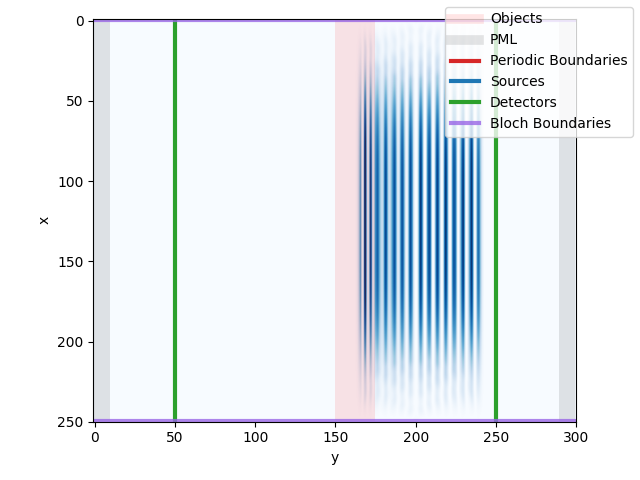 Objects
PML
Periodic Boundaries
Sources
Detectors
Bloch Boundaries
0
50
100
150
200
250
x
0 50 100 150 200 250 300
y